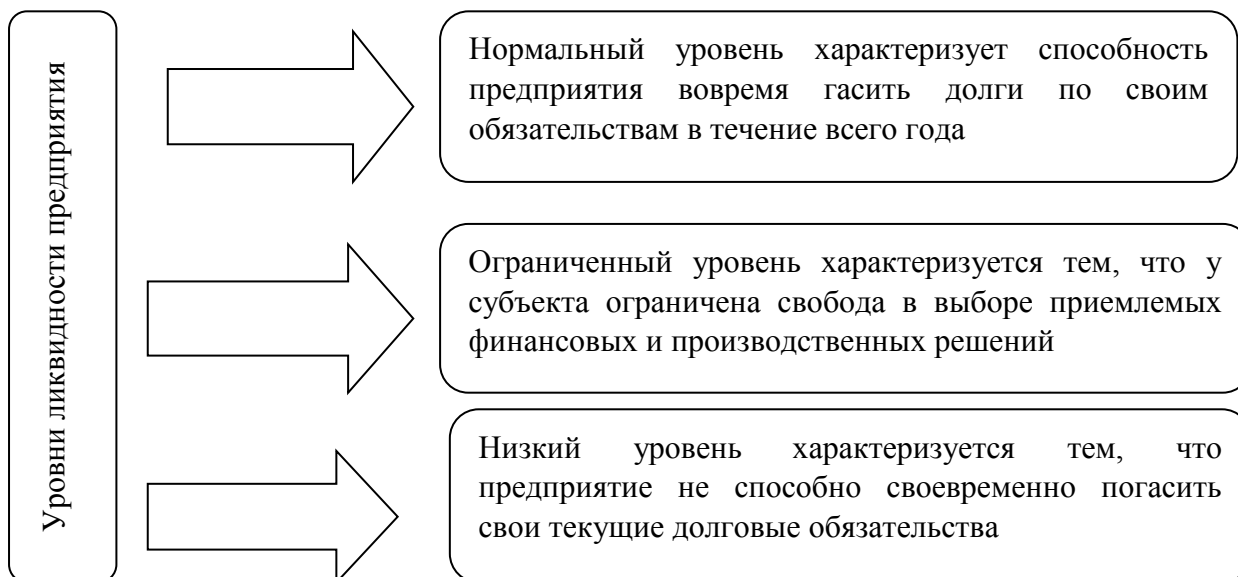 Уровни ликвидности предприятия
Нормальный уровень характеризует способность
предприятия вовремя гасить долги по своим
обязательствам в течение всего года
Ограниченный уровень характеризуется тем, что у
субъекта ограничена свобода в выборе приемлемых
финансовых и производственных решений
Низкий уровень характеризуется тем, что
предприятие не способно своевременно погасить
свои текущие долговые обязательства